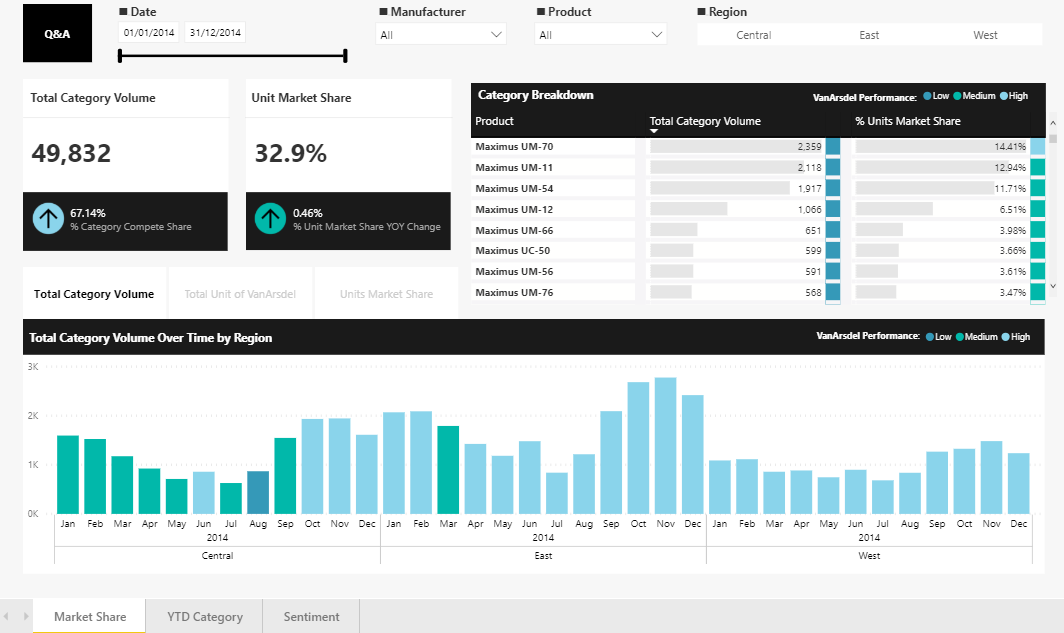 Q&A
Date
01/01/2014 31/12/2014
Manufacturer
All
Product
All
Region
Central East West
Total Category Volume
49,832
67.14%
% Category Compete Share
Unit Market Share
32.9%
0.46%
% Unit Market Share YOY Change
Category Breakdown
VanArsdel Performance: Low Medium High
Product Total Category Volume % Units Market Share
Maximus UM-70 2,359 14.41%
Maximus UM-11 2,118 12.94%
Maximus UM-54 1,917 11.71%
Maximus UM-12 1,066 6.51%
Maximus UM-66 651 3.98%
Maximus UC-50 599 3.66%
Maximus UM-56 591 3.61%
Maximus UM-76 568 3.47%
Total Category Volume Total Unit of VanArsdel Units Market Share
Total Category Volume Over Time by Region
VanArsdel Performance: Low Medium High
3K
2K
1K
0K
Jan Feb Mar Apr May Jun Jul Aug Sep Oct Nov Dec Jan Feb Mar Apr May Jun Jul Aug Sep Oct Nov Dec Jan Feb Mar Apr May Jun Jul Aug Sep Oct Nov Dec
2014 2014 2014
Central East West
Market Share YTD Category Sentiment